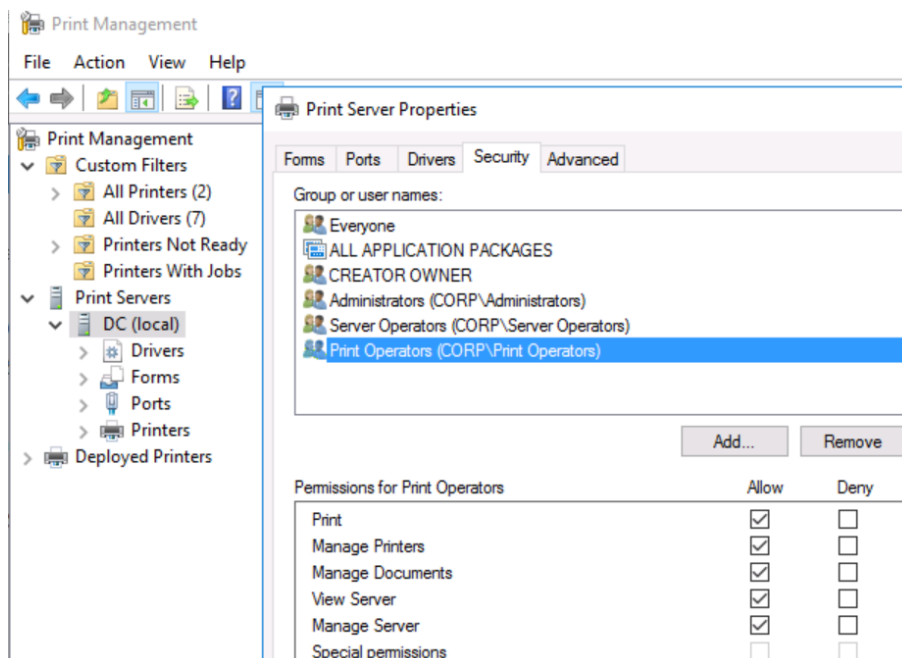 Print Management
File Action View Help
Print Server Properties
Print Management
Custom Filters
All Printers (2)
All Drivers (7)
Printers Not Ready
Printers With Jobs
Print Servers
DC (local)
Drivers
Forms
Ports
Printers
Deployed Printers
Forms Ports Drivers Security Advanced
Group or user names:
Everyone
ALL APPLICATION PACKAGES
CREATOR OWNER
Administrators (CORP\Administrators)
Server Operators (CORP\Server Operators)
Print Operators (CORP\Print Operators)
Add... Remove
Permissions for Print Operators Allow Deny
Print
Manage Printers
Manage Documents
View Server
Manage Server
Special permissions